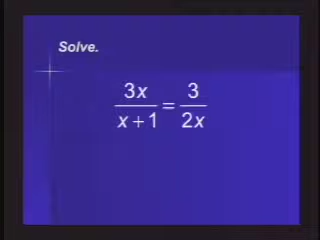 Solve.
3x/(x+1) = 3/(2x)